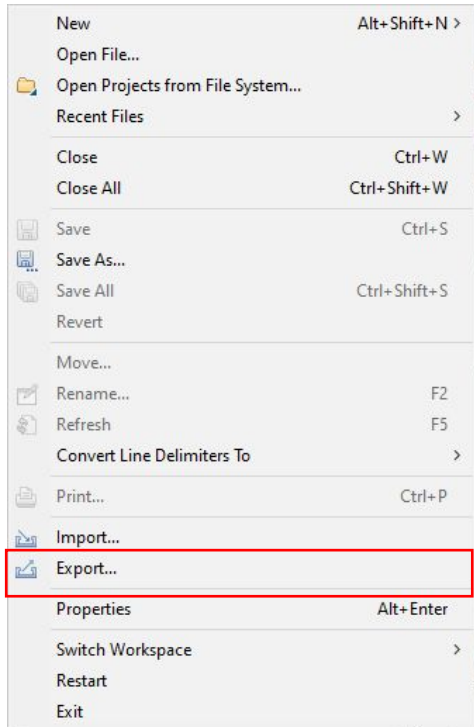 New Alt+Shift+N >
Open File...
Open Projects from File System...
Recent Files >
Close Ctrl+W
Close All Ctrl+Shift+W
Save Ctrl+S
Save As...
Save All Ctrl+Shift+S
Revert
Move...
Rename... F2
Refresh F5
Convert Line Delimiters To >
Print... Ctrl+P
Import...
Export...
Properties Alt+Enter
Switch Workspace >
Restart
Exit